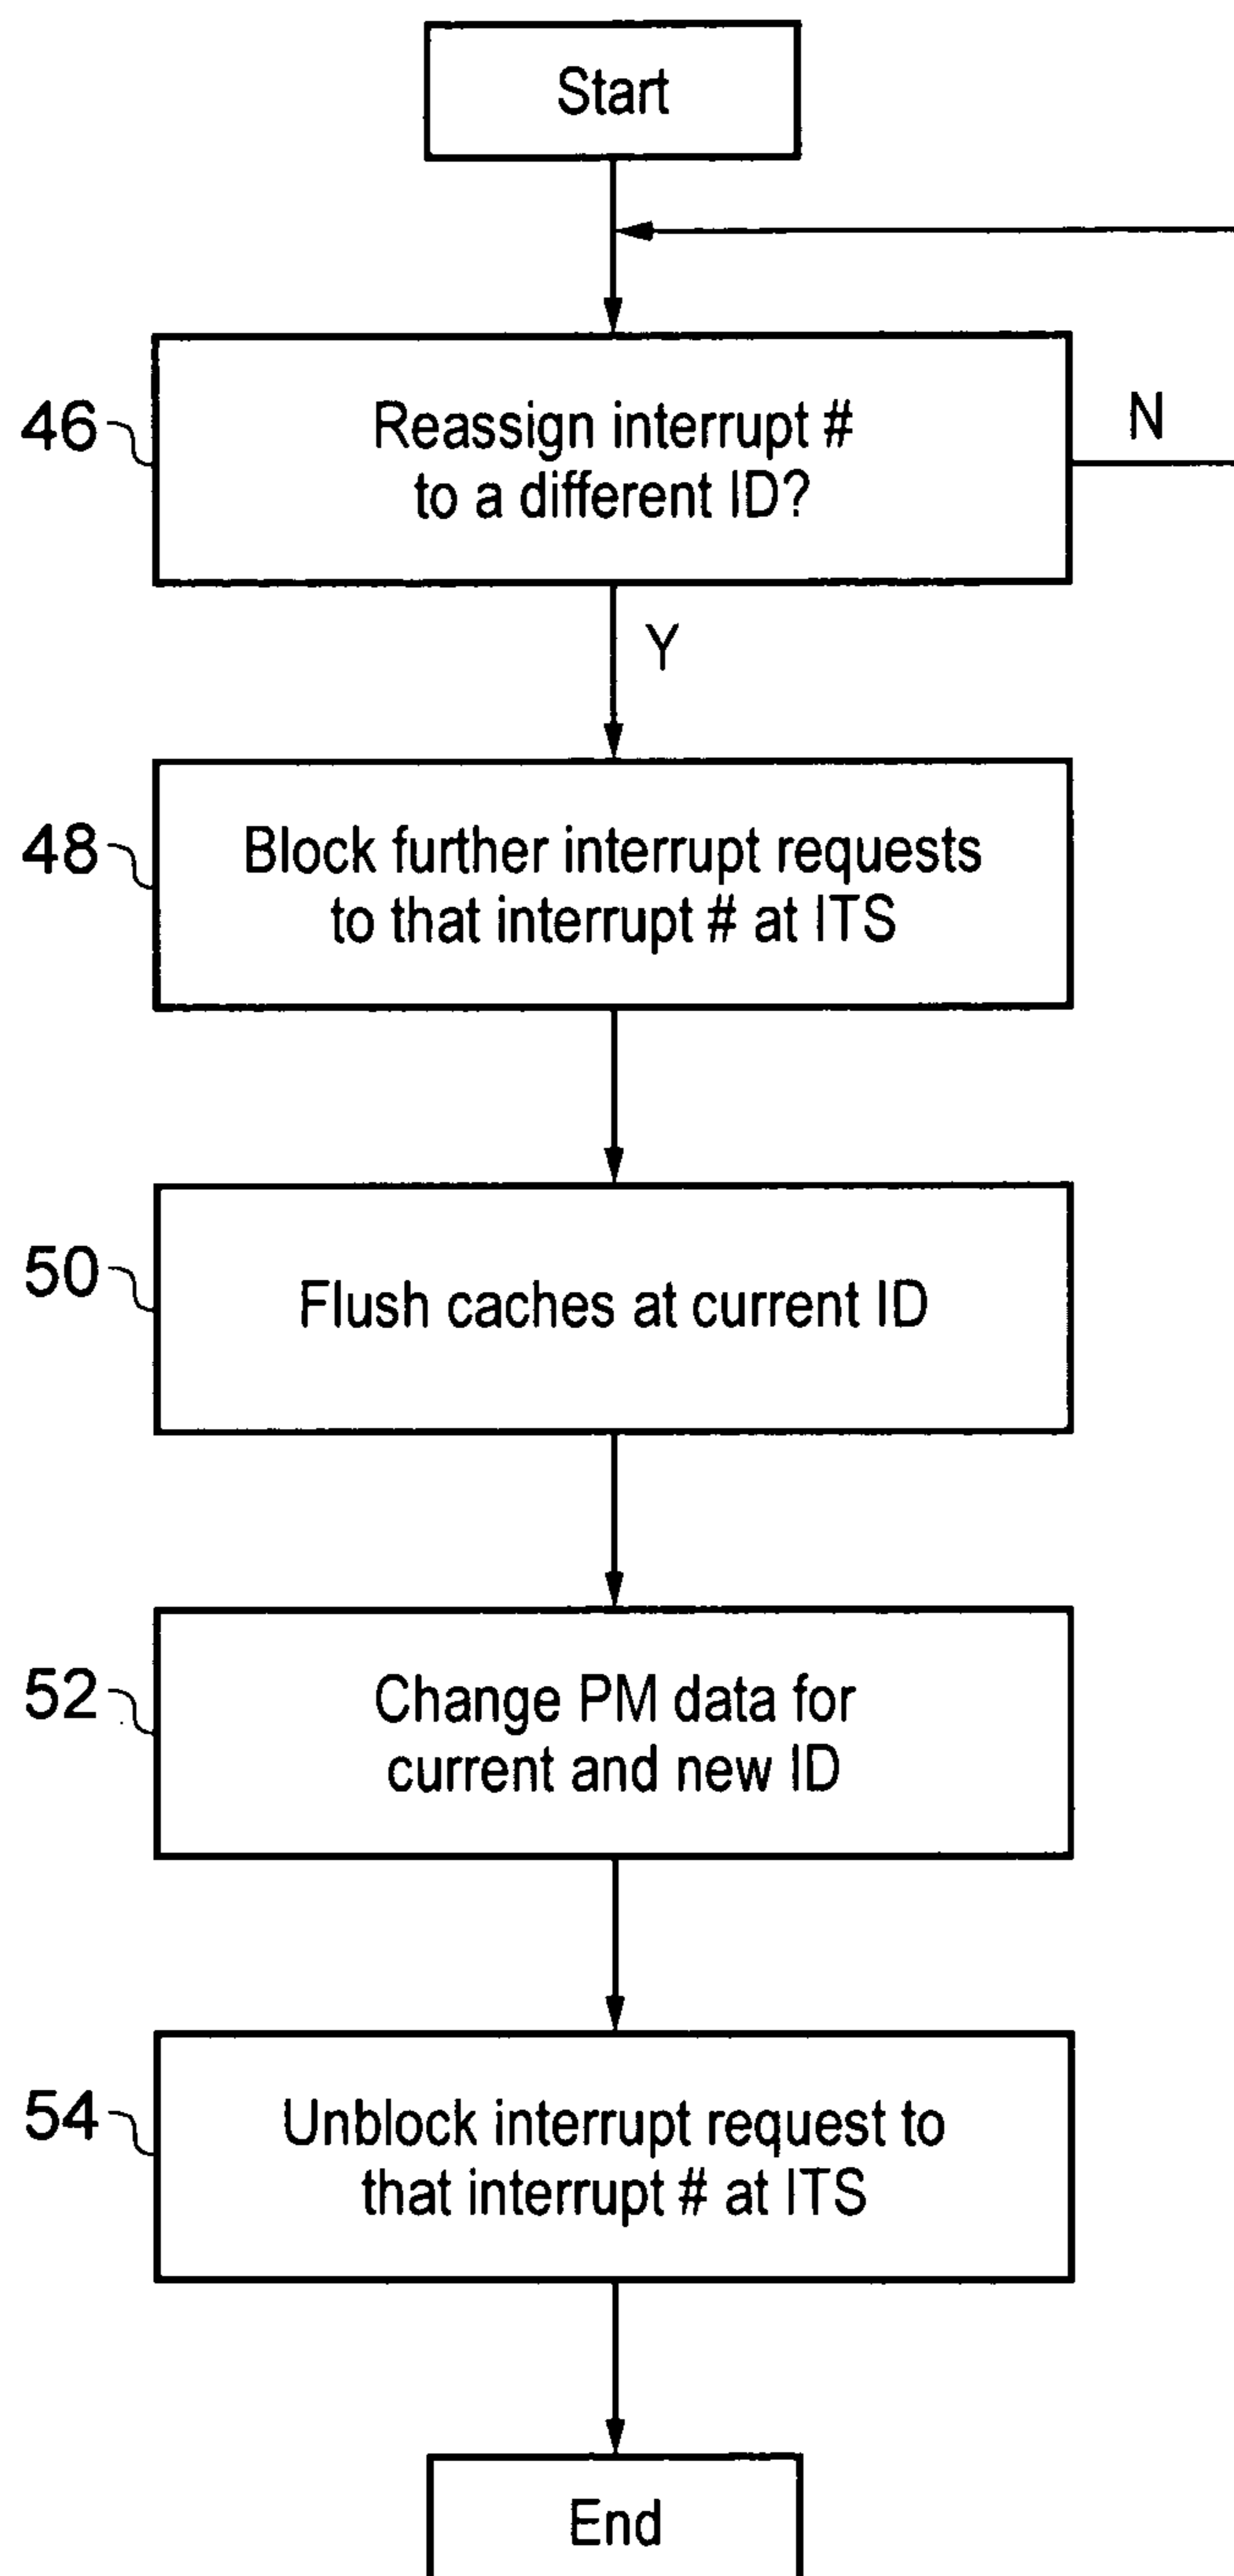 Start
46
Reassign interrupt #
to a different ID?
N
Y
48
Block further interrupt requests
to that interrupt # at ITS
50
Flush caches at current ID
52
Change PM data for
current and new ID
54
Unblock interrupt request to
that interrupt # at ITS
End